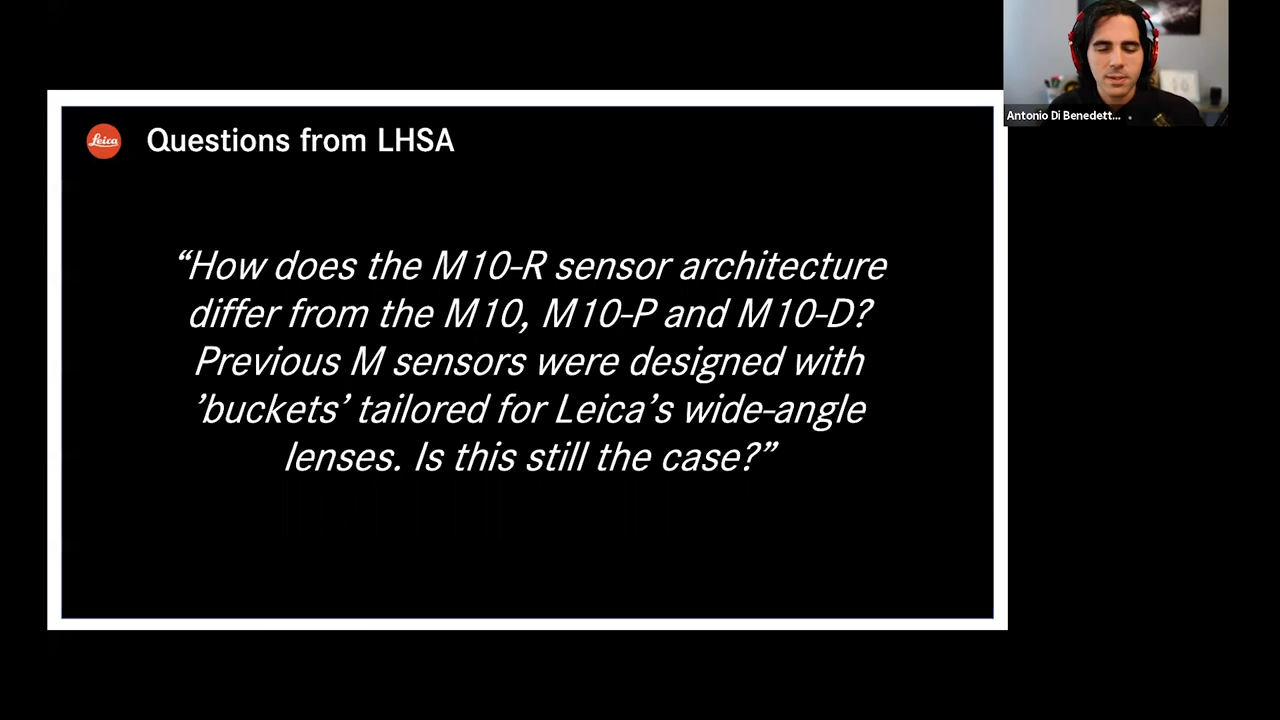 Leica
Questions from LHSA
“How does the M10-R sensor architecture
differ from the M10, M10-P and M10-D?
Previous M sensors were designed with
’buckets’ tailored for Leica’s wide-angle
lenses. Is this still the case?”
Antonio Di Benedett...